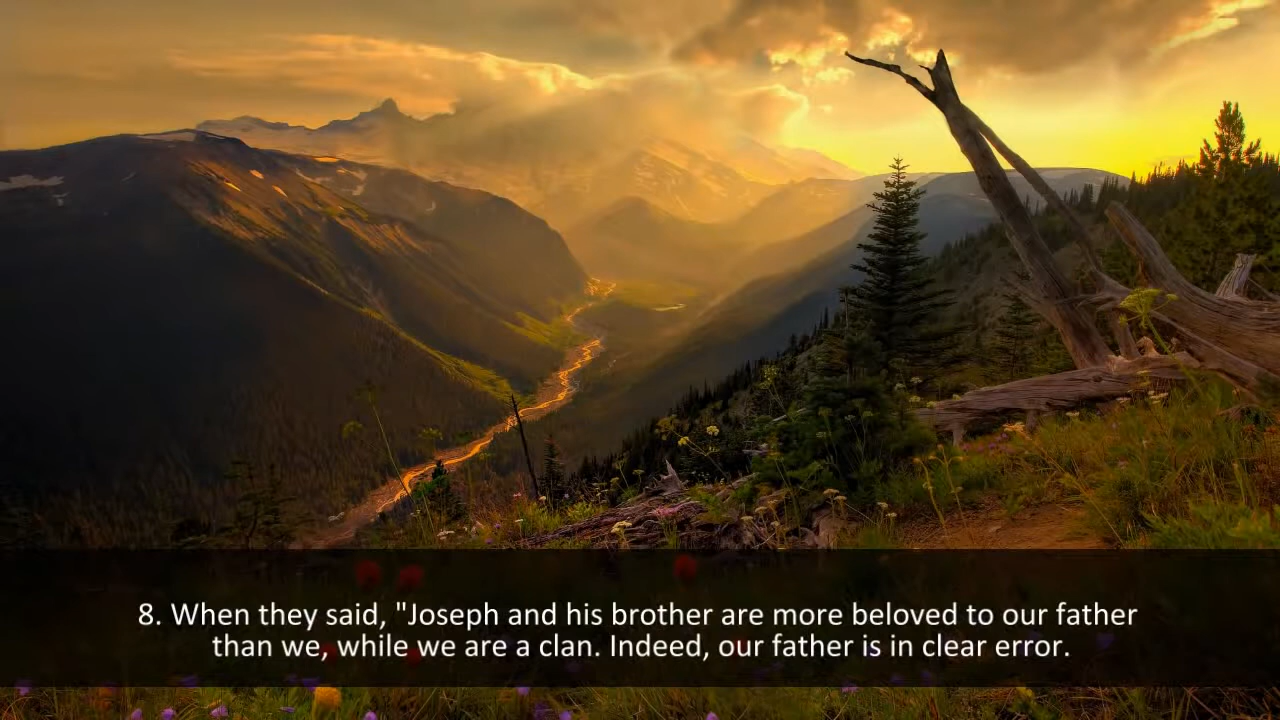 8. When they said, "Joseph and his brother are more beloved to our father
than we, while we are a clan. Indeed, our father is in clear error.